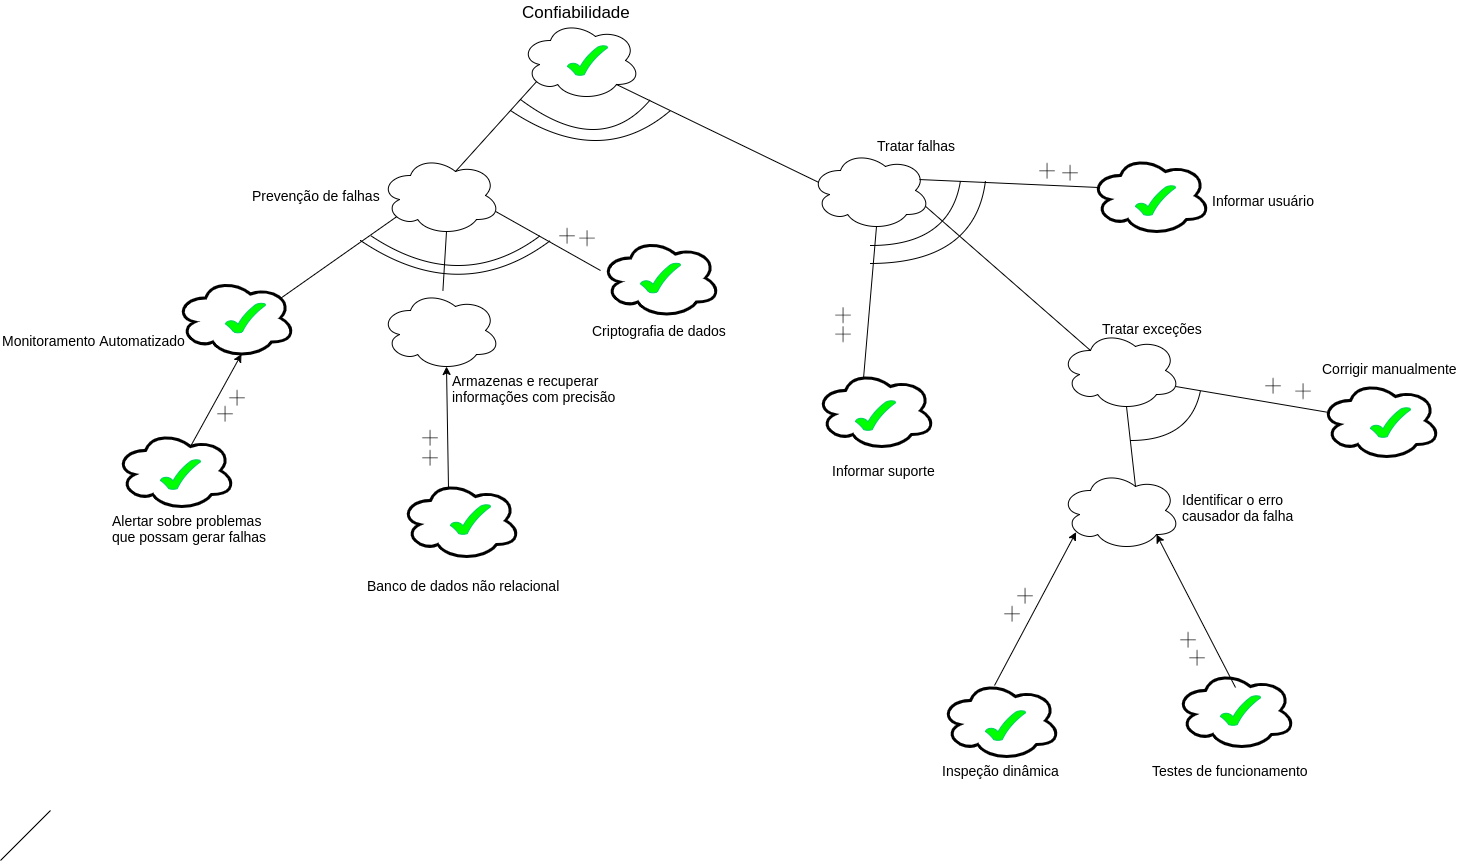 Confiabilidade
Tratar falhas
Prevenção de falhas
Informar usuário
Criptografia de dados
Monitoramento Automatizado
Tratar exceções
Corrigir manualmente
Armazenas e recuperar
informações com precisão
Informar suporte
Identificar o erro
causador da falha
Alertar sobre problemas
que possam gerar falhas
Banco de dados não relacional
Inspeção dinâmica
Testes de funcionamento